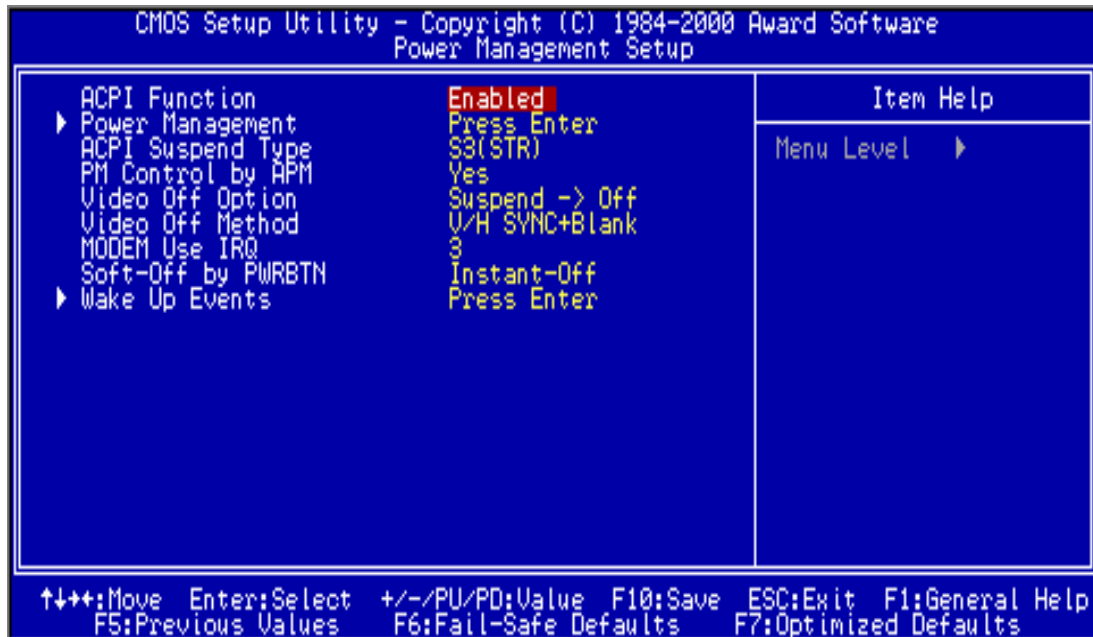 CMOS Setup Utility - Copyright (C) 1984-2000 Award Software
Power Management Setup
ACPI Function Enabled
Power Management Press Enter
ACPI Suspend Type S3(STR)
PM Control by APM Yes
Video Off Option Suspend -> Off
Video Off Method V/H SYNC+Blank
MODEM Use IRQ 3
Soft-Off by PWRBTN Instant-Off
Wake Up Events Press Enter
Item Help
Menu Level
↑↓→←:Move Enter:Select +/-/PU/PD:Value F10:Save ESC:Exit F1:General Help
F5:Previous Values F6:Fail-Safe Defaults F7:Optimized Defaults